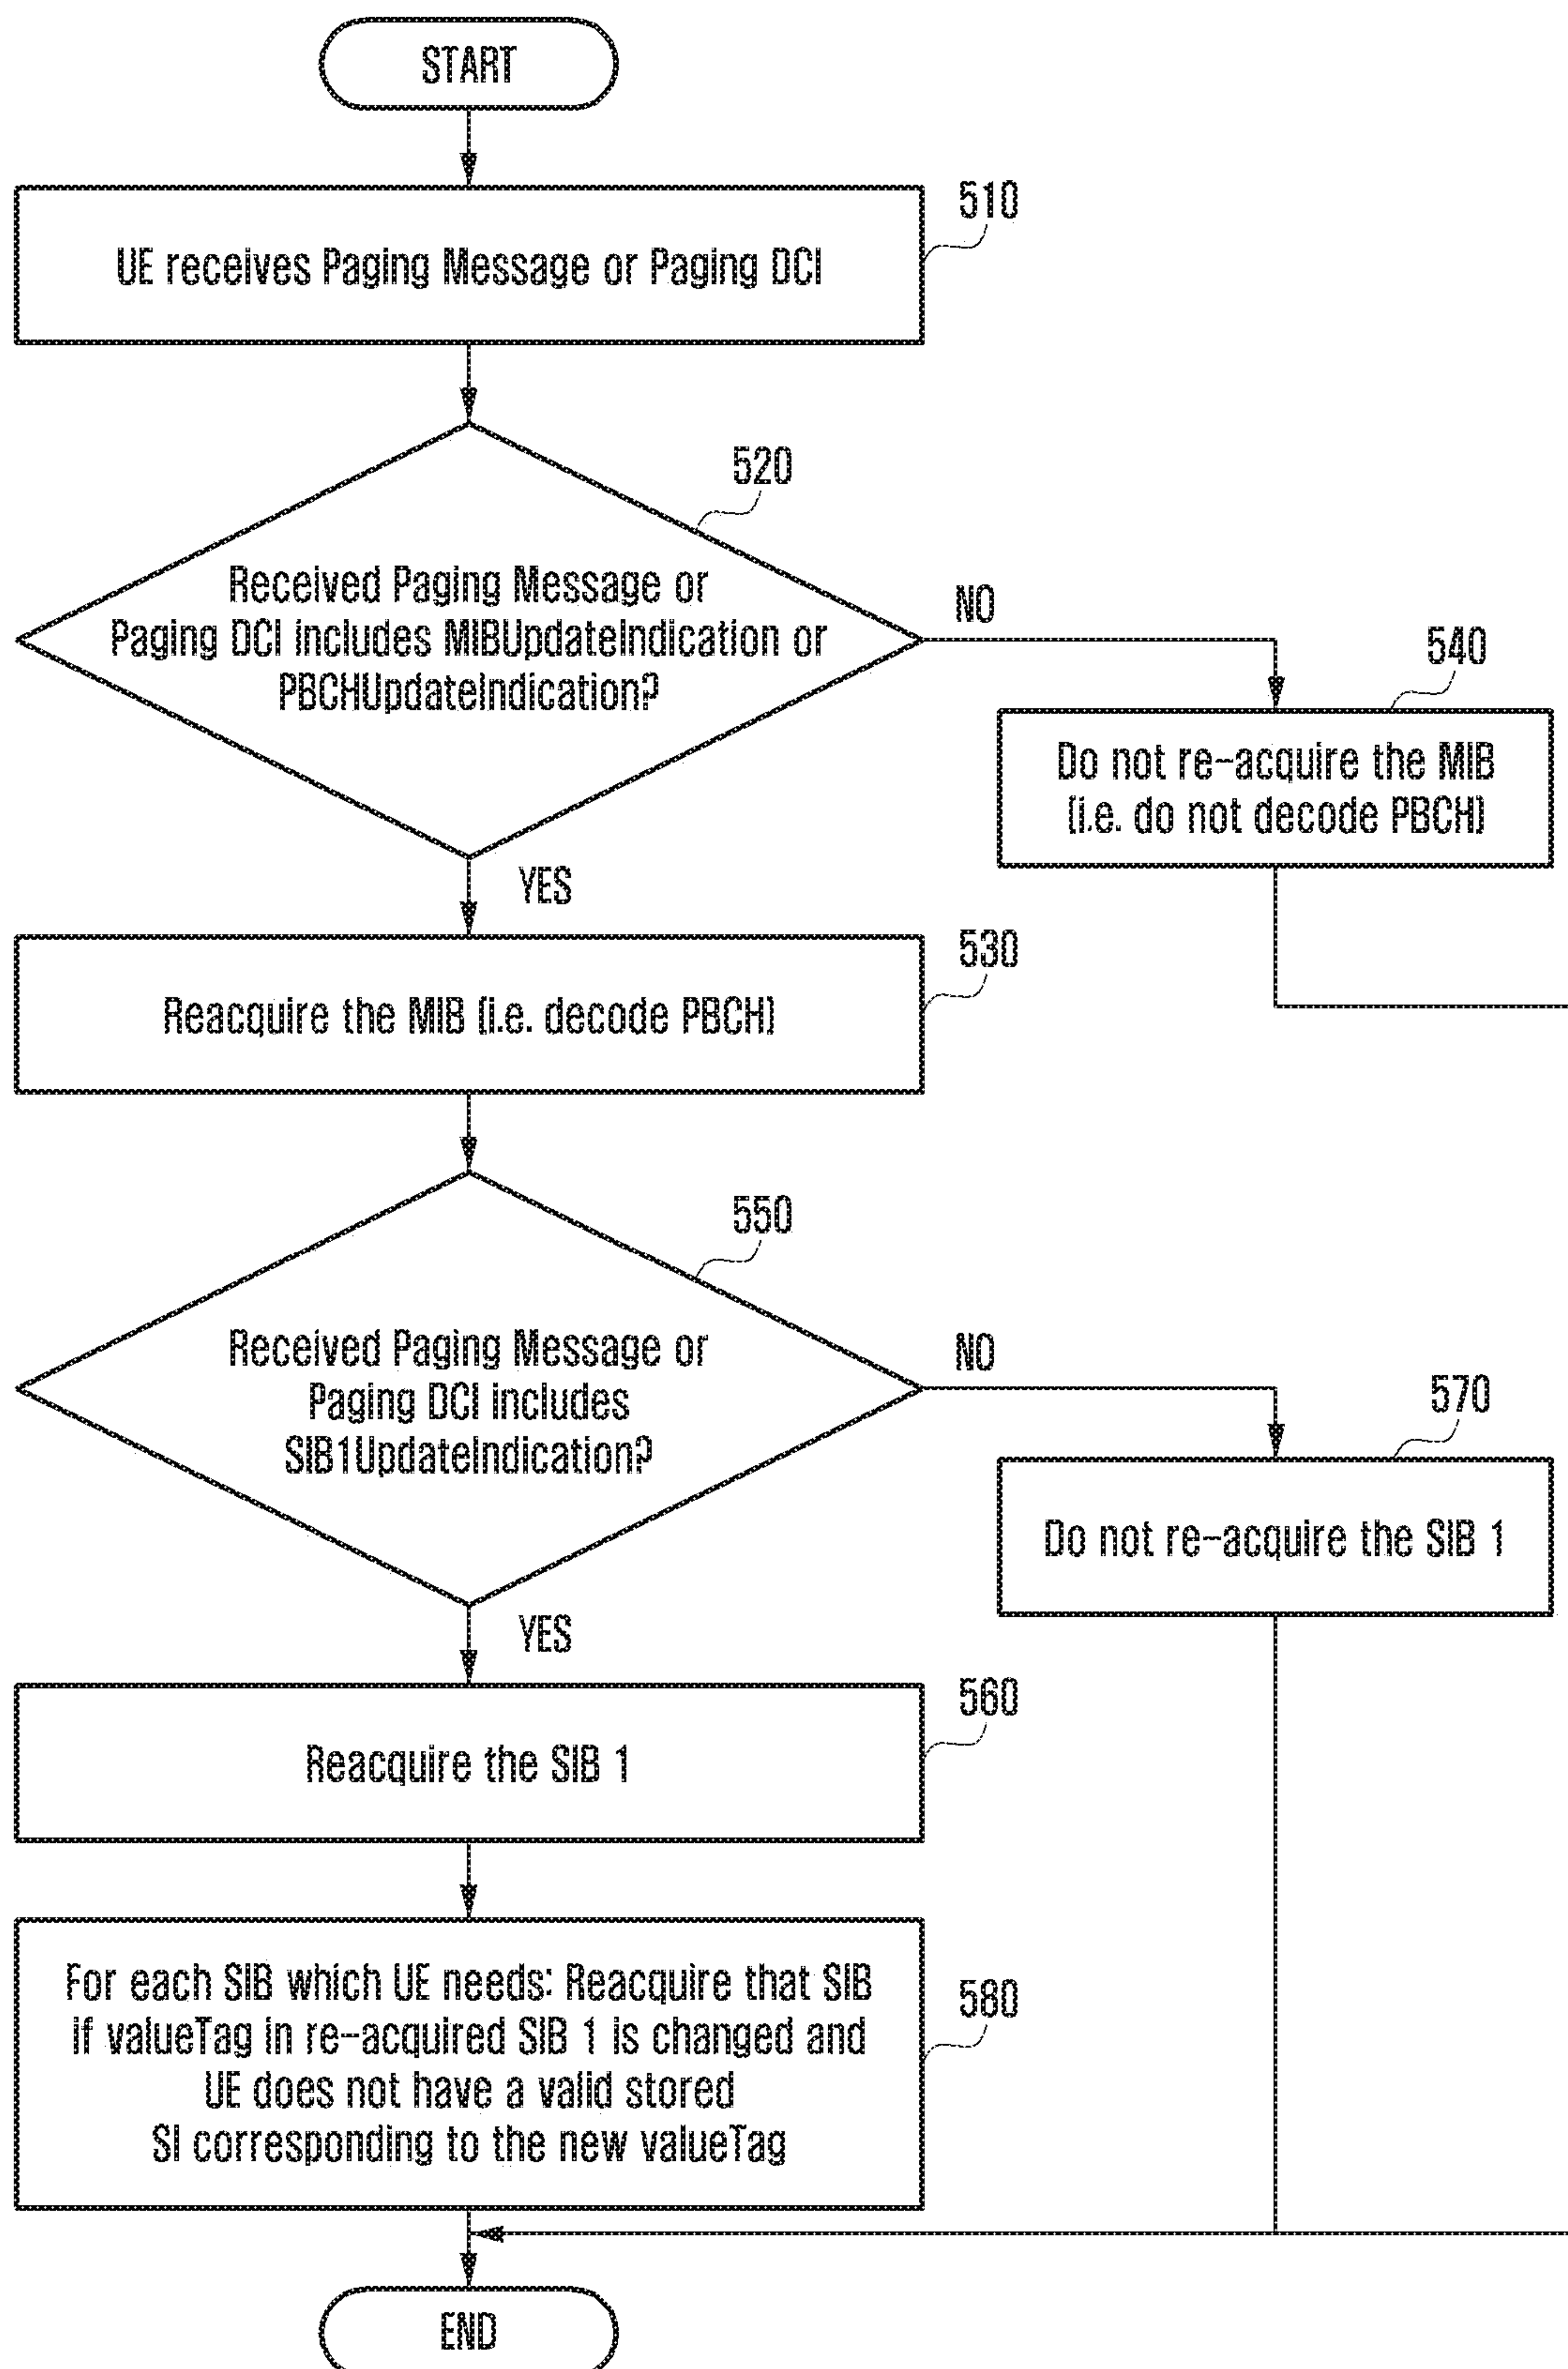 START
510
UE receives Paging Message or Paging DCI
520
Received Paging Message or
Paging DCI includes MIBUpdateIndication or
PBCHUpdateIndication?
NO
540
Do not re-acquire the MIB
(i.e. do not decode PBCH)
YES
530
Reacquire the MIB (i.e. decode PBCH)
550
Received Paging Message or
Paging DCI includes
SIB1UpdateIndication?
NO
570
Do not re-acquire the SIB 1
YES
560
Reacquire the SIB 1
580
For each SIB which UE needs: Reacquire that SIB
if valueTag in re-acquired SIB 1 is changed and
UE does not have a valid stored
SI corresponding to the new valueTag
END